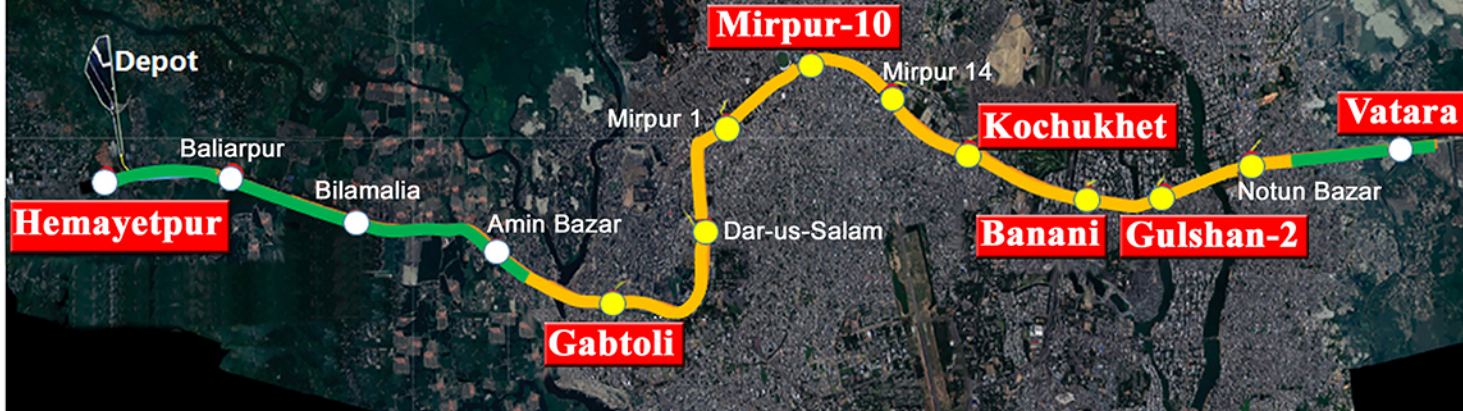 Depot
Hemayetpur
Baliarpur
Bilamalia
Amin Bazar
Gabtoli
Dar-us-Salam
Mirpur 1
Mirpur-10
Mirpur 14
Kochukhet
Banani
Gulshan-2
Notun Bazar
Vatara